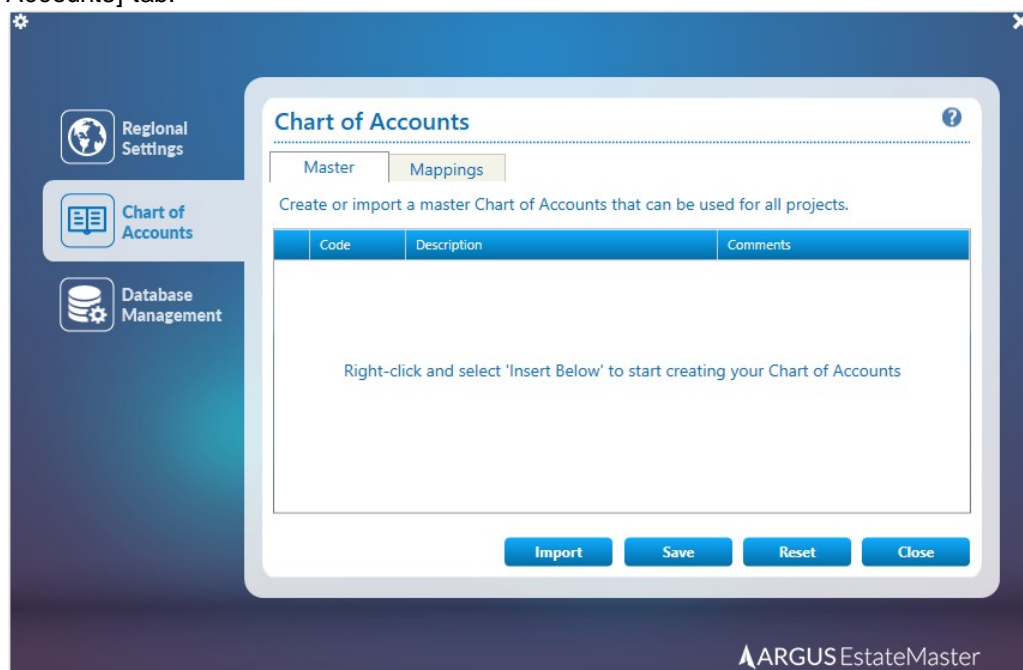 Accounts] tab.
Regional
Settings
Chart of
Accounts
Database
Management
Chart of Accounts
?
Master Mappings
Create or import a master Chart of Accounts that can be used for all projects.
Code Description Comments
Right-click and select 'Insert Below' to start creating your Chart of Accounts
Import Save Reset Close
ARGUS EstateMaster